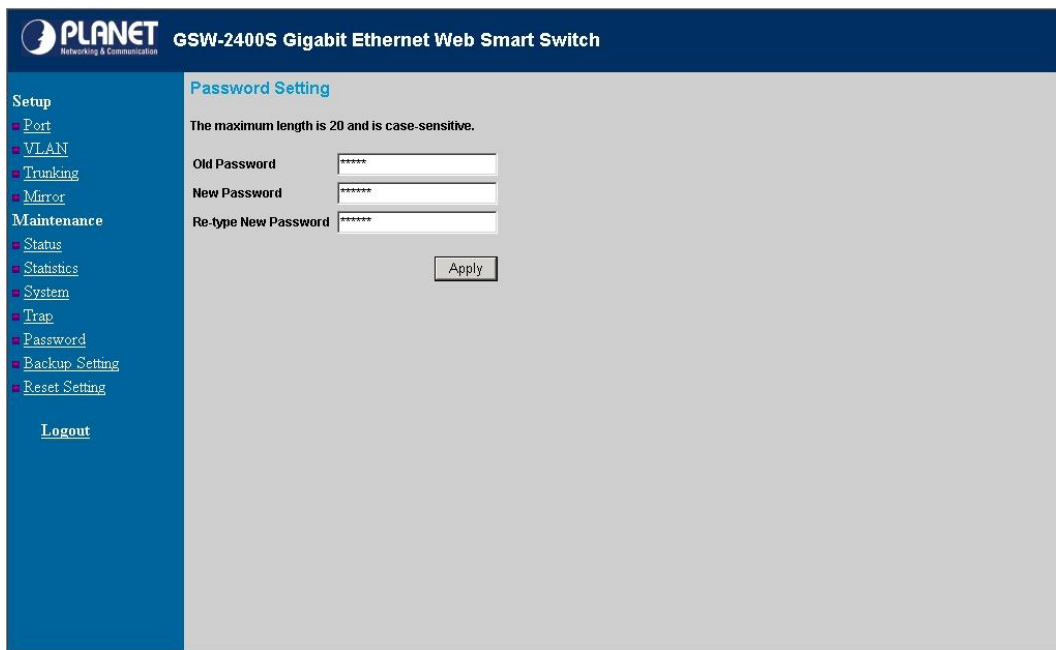 PLANET
Networking & Communication
GSW-2400S Gigabit Ethernet Web Smart Switch
Setup
Port
VLAN
Trunking
Mirror
Maintenance
Status
Statistics
System
Trap
Password
Backup Setting
Reset Setting
Logout
Password Setting
The maximum length is 20 and is case-sensitive.
Old Password *****
New Password ******
Re-type New Password ******
Apply